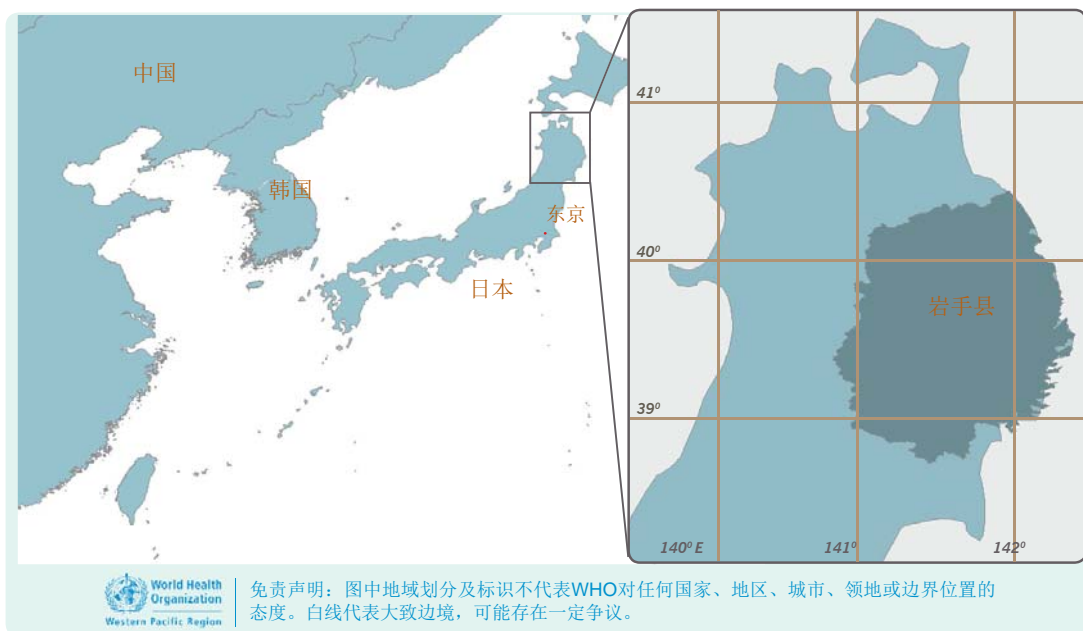 中国
韩国
东京
日本
41⁰
40⁰
岩手县
39⁰
140⁰ E
141⁰
142⁰
World Health
Organization
Western Pacific Region
免责声明：图中地域划分及标识不代表WHO对任何国家、地区、城市、领地或边界位置的
态度。白线代表大致边境，可能存在一定争议。